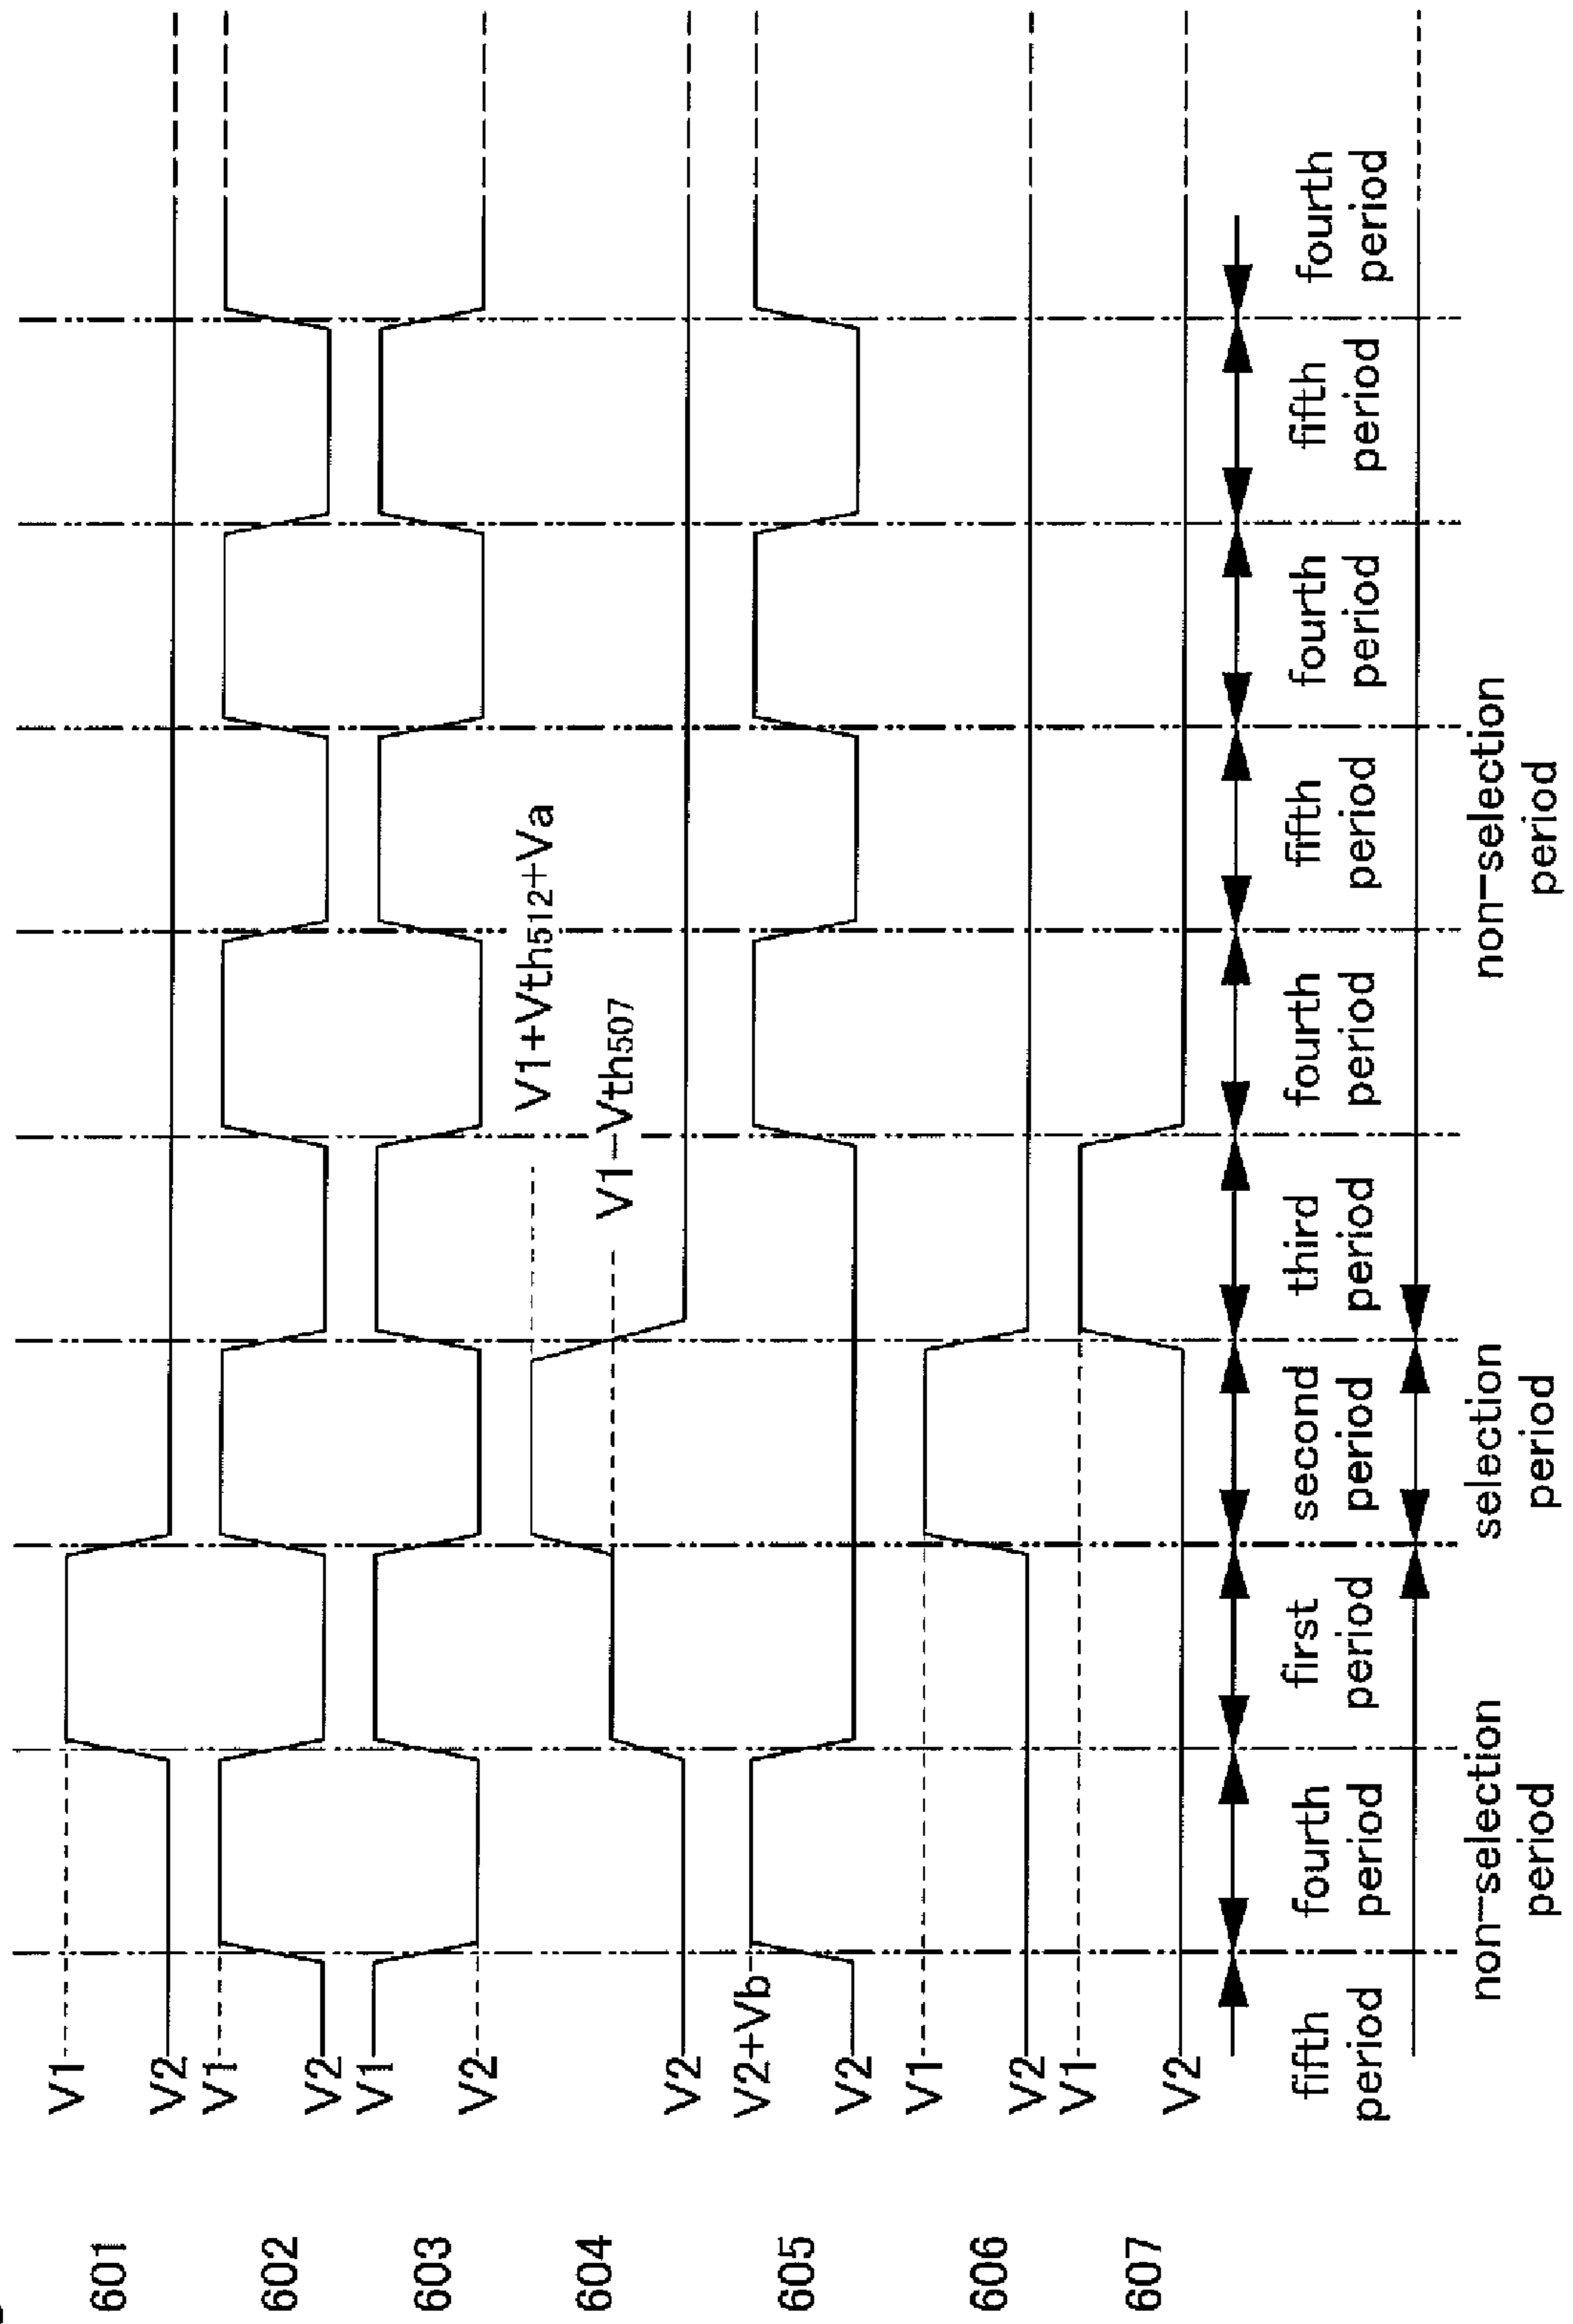 601
V1
V2
602
V1
V2
603
V1
V2
604
V1+Vth512+Va
V1-Vth507
V2
605
V2+Vb
V2
606
V1
V2
607
V1
V2
fifth
period
fourth
period
first
period
second
period
third
period
fourth
period
fifth
period
fourth
period
fifth
period
fourth
period
non-selection
period
selection
period
non-selection
period